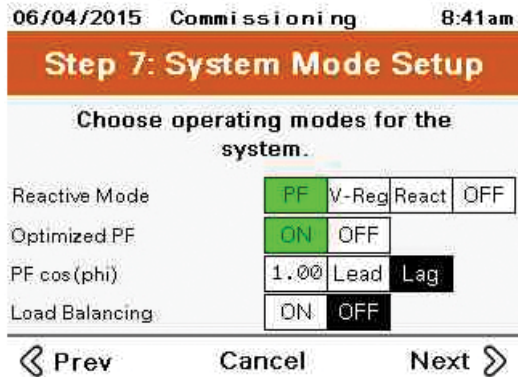 06/04/2015 Commissioning 8:41am
Step 7: System Mode Setup
Choose operating modes for the
system.
Reactive Mode PF V-Reg React OFF
Optimized PF ON OFF
PF cos(phi) 1.00 Lead Lag
Load Balancing ON OFF
Prev Cancel Next